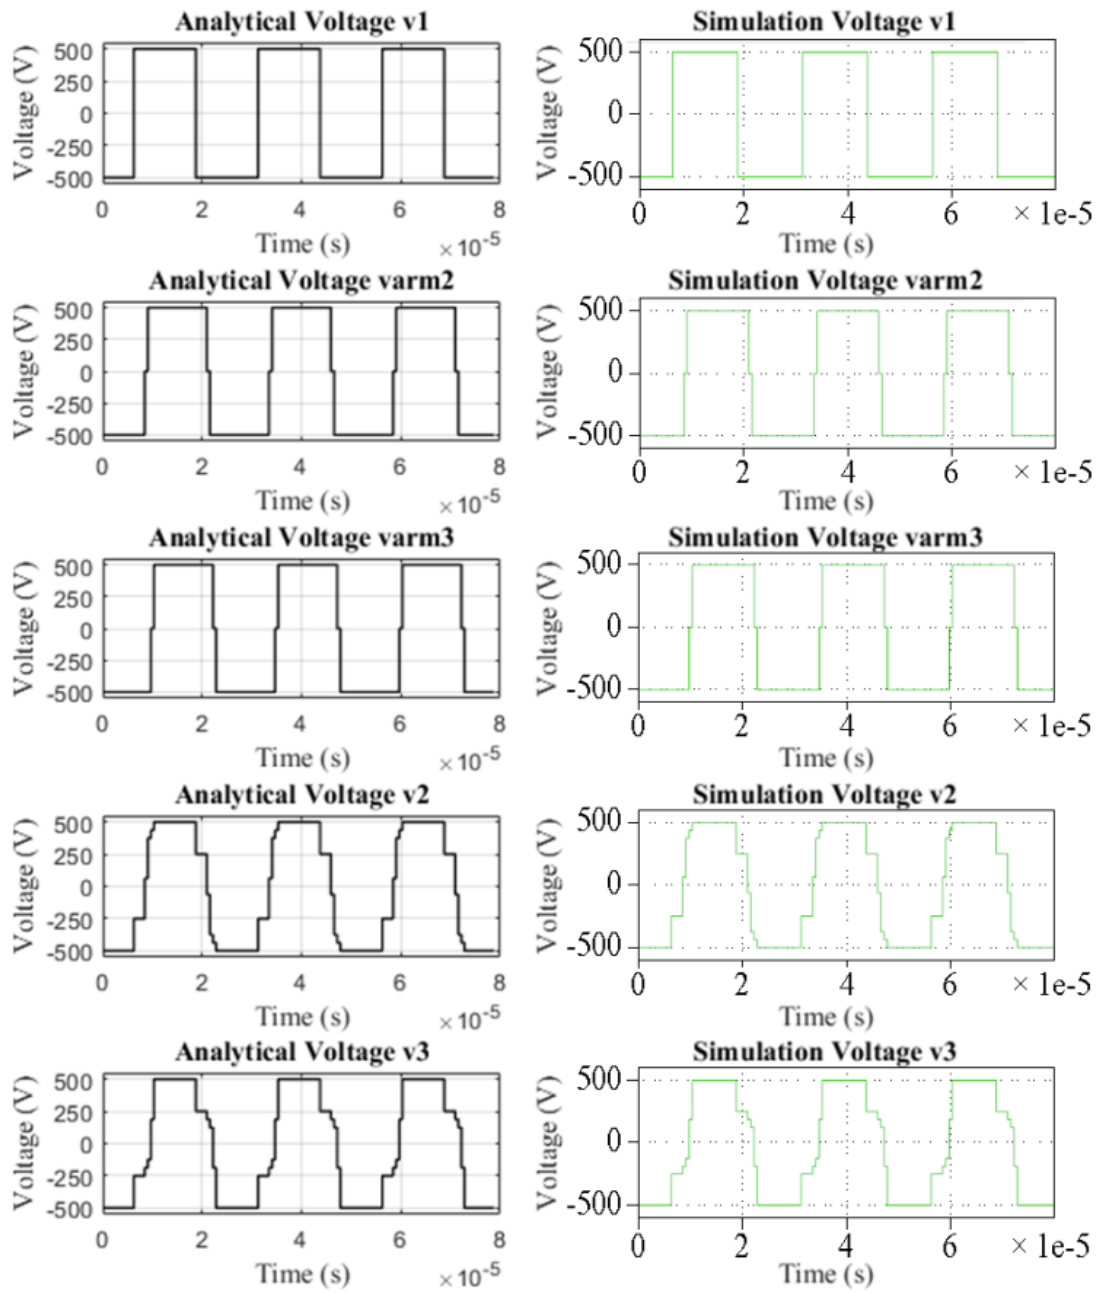 Analytical Voltage v1
Simulation Voltage v1
Voltage (V)
500
250
0
-250
-500
0 2 4 6 8
Time (s)
×10-5
Voltage (V)
500
0
-500
0 2 4 6 × 1e-5
Time (s)
Analytical Voltage varm2
Simulation Voltage varm2
Voltage (V)
500
250
0
-250
-500
0 2 4 6 8
Time (s)
×10-5
Voltage (V)
500
0
-500
0 2 4 6 × 1e-5
Time (s)
Analytical Voltage varm3
Simulation Voltage varm3
Voltage (V)
500
250
0
-250
-500
0 2 4 6 8
Time (s)
×10-5
Voltage (V)
500
0
-500
0 2 4 6 × 1e-5
Time (s)
Analytical Voltage v2
Simulation Voltage v2
Voltage (V)
500
250
0
-250
-500
0 2 4 6 8
Time (s)
×10-5
Voltage (V)
500
0
-500
0 2 4 6 × 1e-5
Time (s)
Analytical Voltage v3
Simulation Voltage v3
Voltage (V)
500
250
0
-250
-500
0 2 4 6 8
Time (s)
×10-5
Voltage (V)
500
0
-500
0 2 4 6 × 1e-5
Time (s)